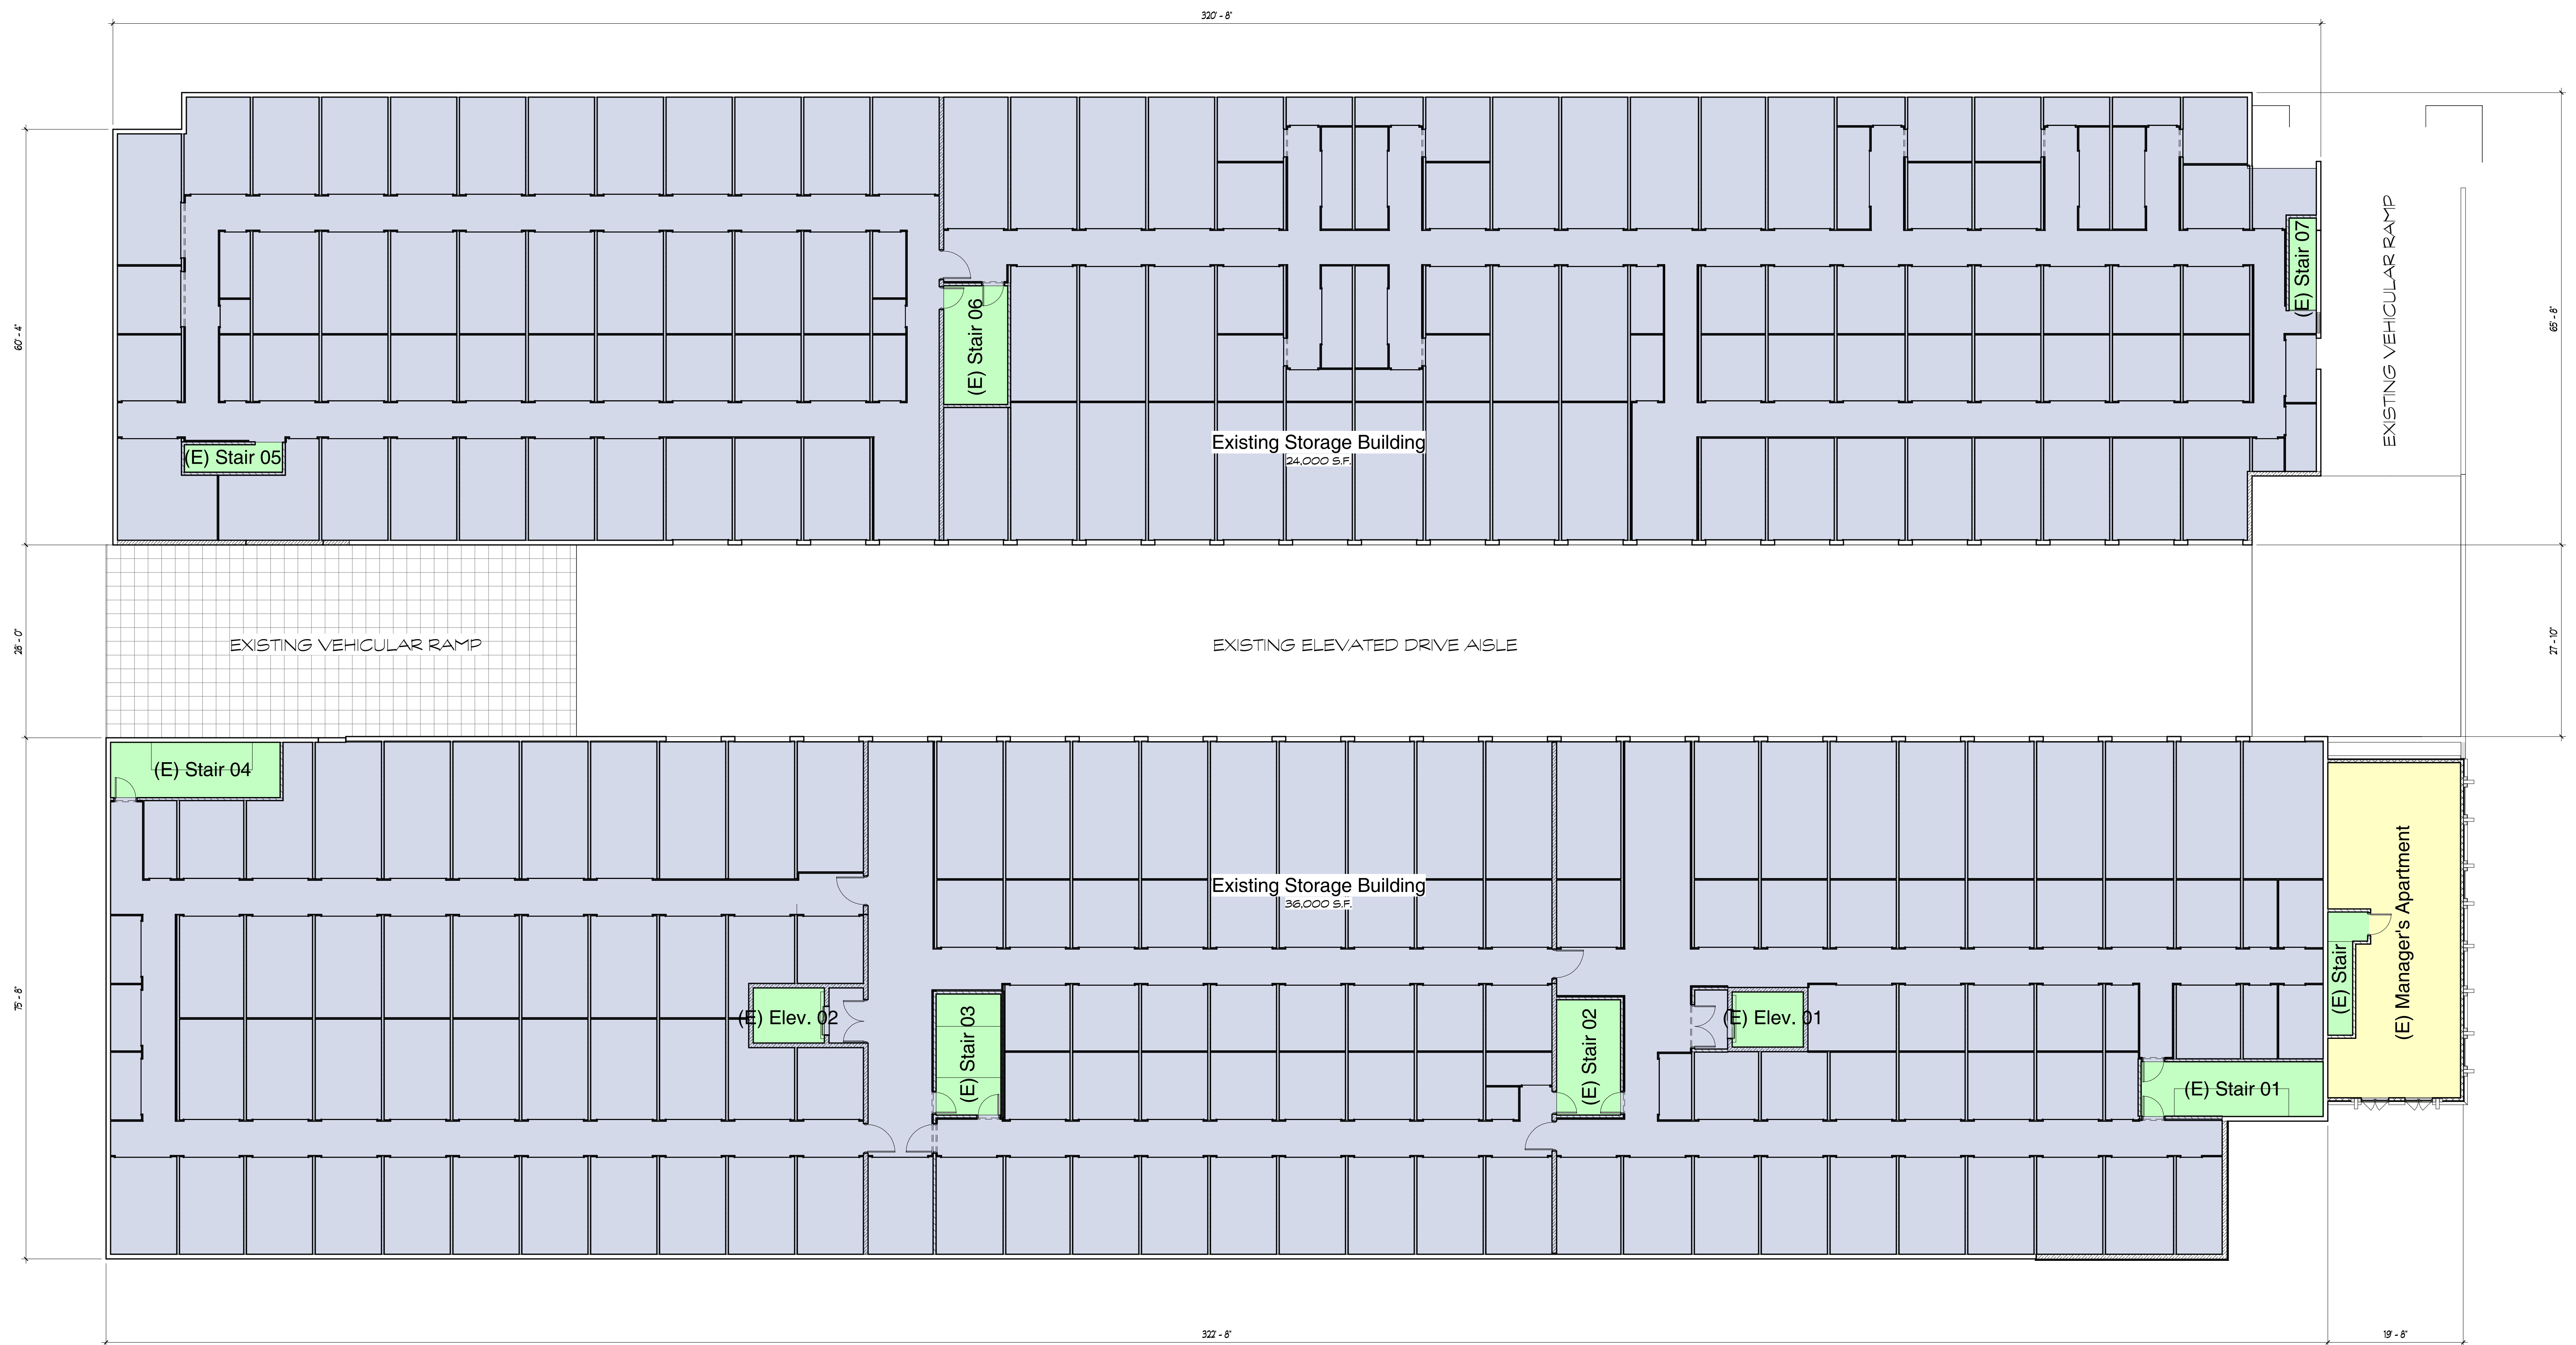 320' - 8"
(E) Stair 07
EXISTING VEHICULAR RAMP
60' - 4"
65' - 8"
(E) Stair 06
Existing Storage Building
24,000 S.F.
(E) Stair 05
EXISTING VEHICULAR RAMP
EXISTING ELEVATED DRIVE AISLE
28' - 0"
27' - 10"
(E) Stair 04
Existing Storage Building
36,000 S.F.
(E) Manager's Apartment
(E) Stair
75' - 8"
(E) Elev. 02
(E) Stair 03
(E) Stair 02
(E) Elev. 01
(E) Stair 01
322' - 8"
19' - 8"